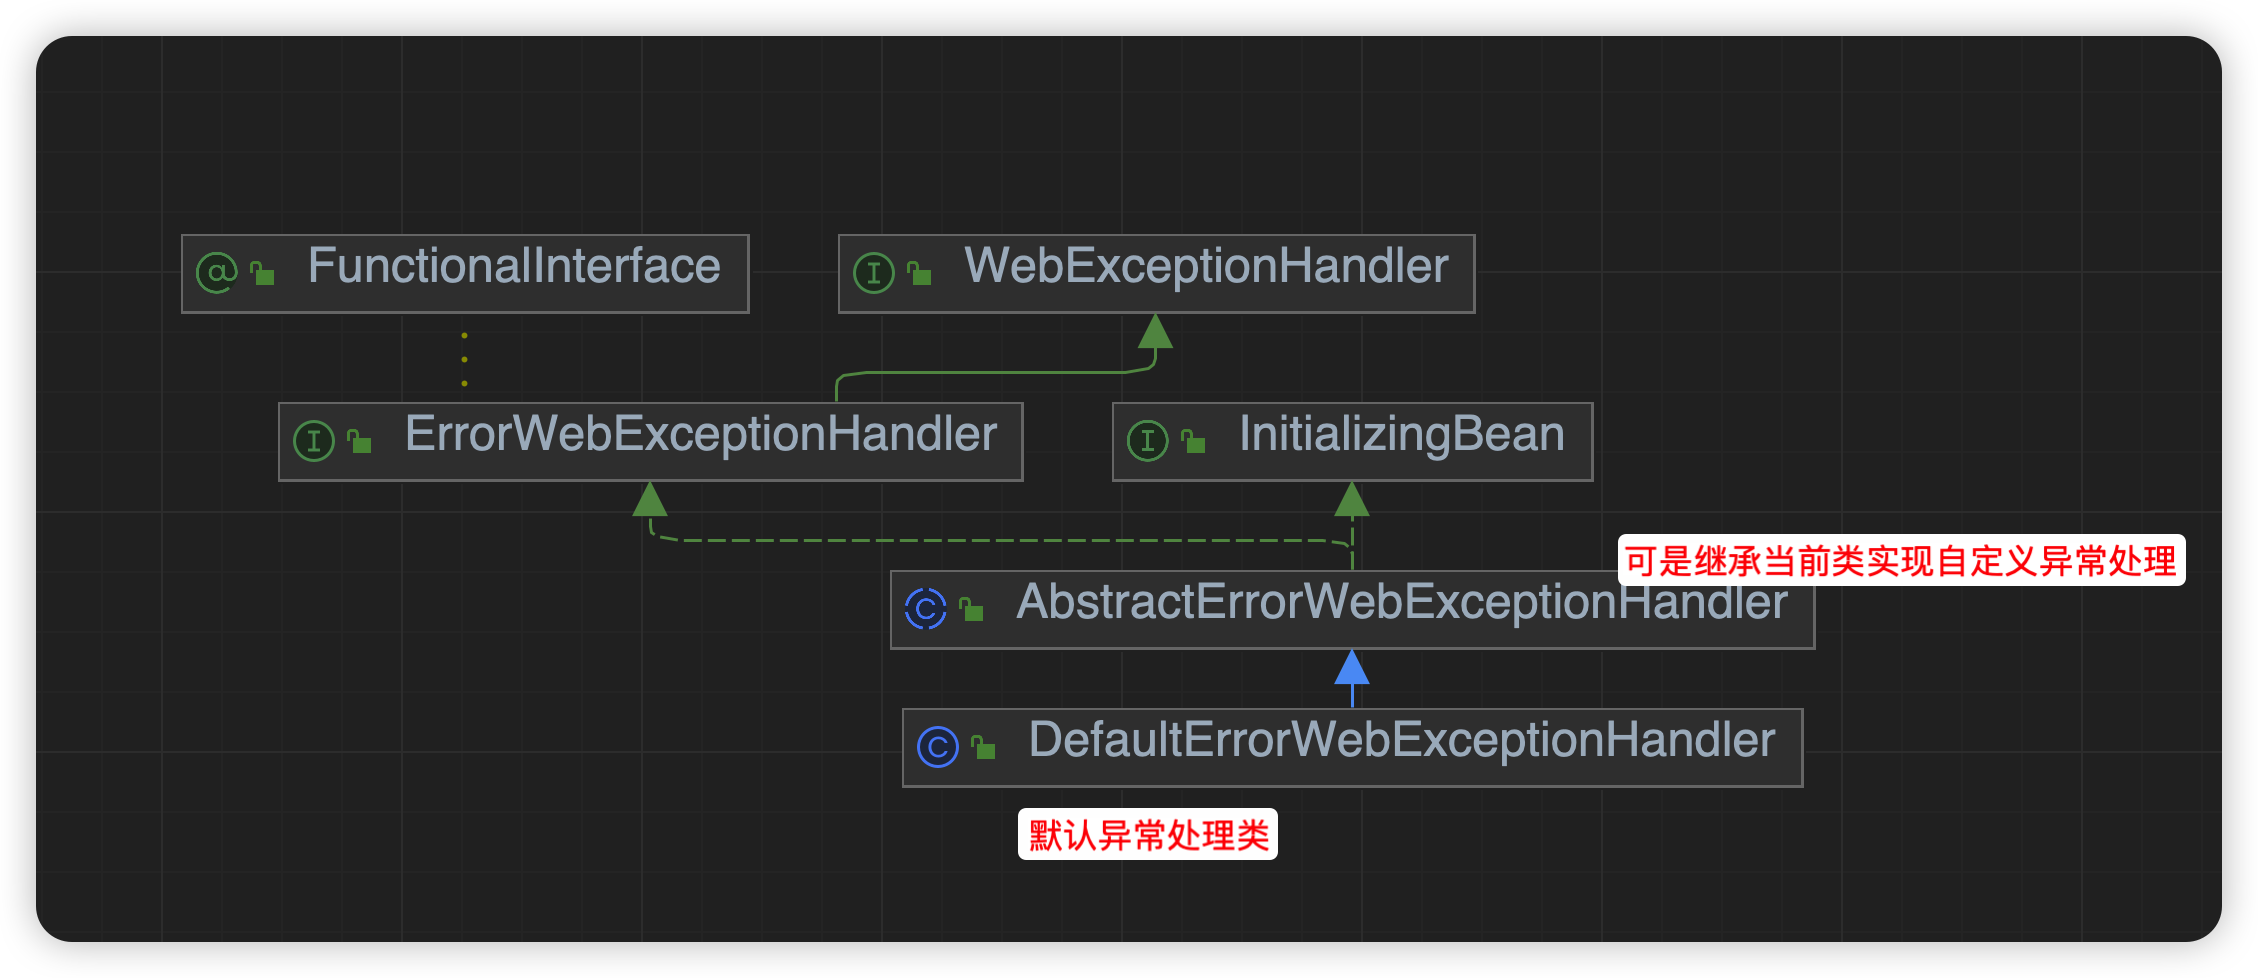 FunctionalInterface
WebExceptionHandler
ErrorWebExceptionHandler
InitializingBean
可是继承当前类实现自定义异常处理
AbstractErrorWebExceptionHandler
DefaultErrorWebExceptionHandler
默认异常处理类